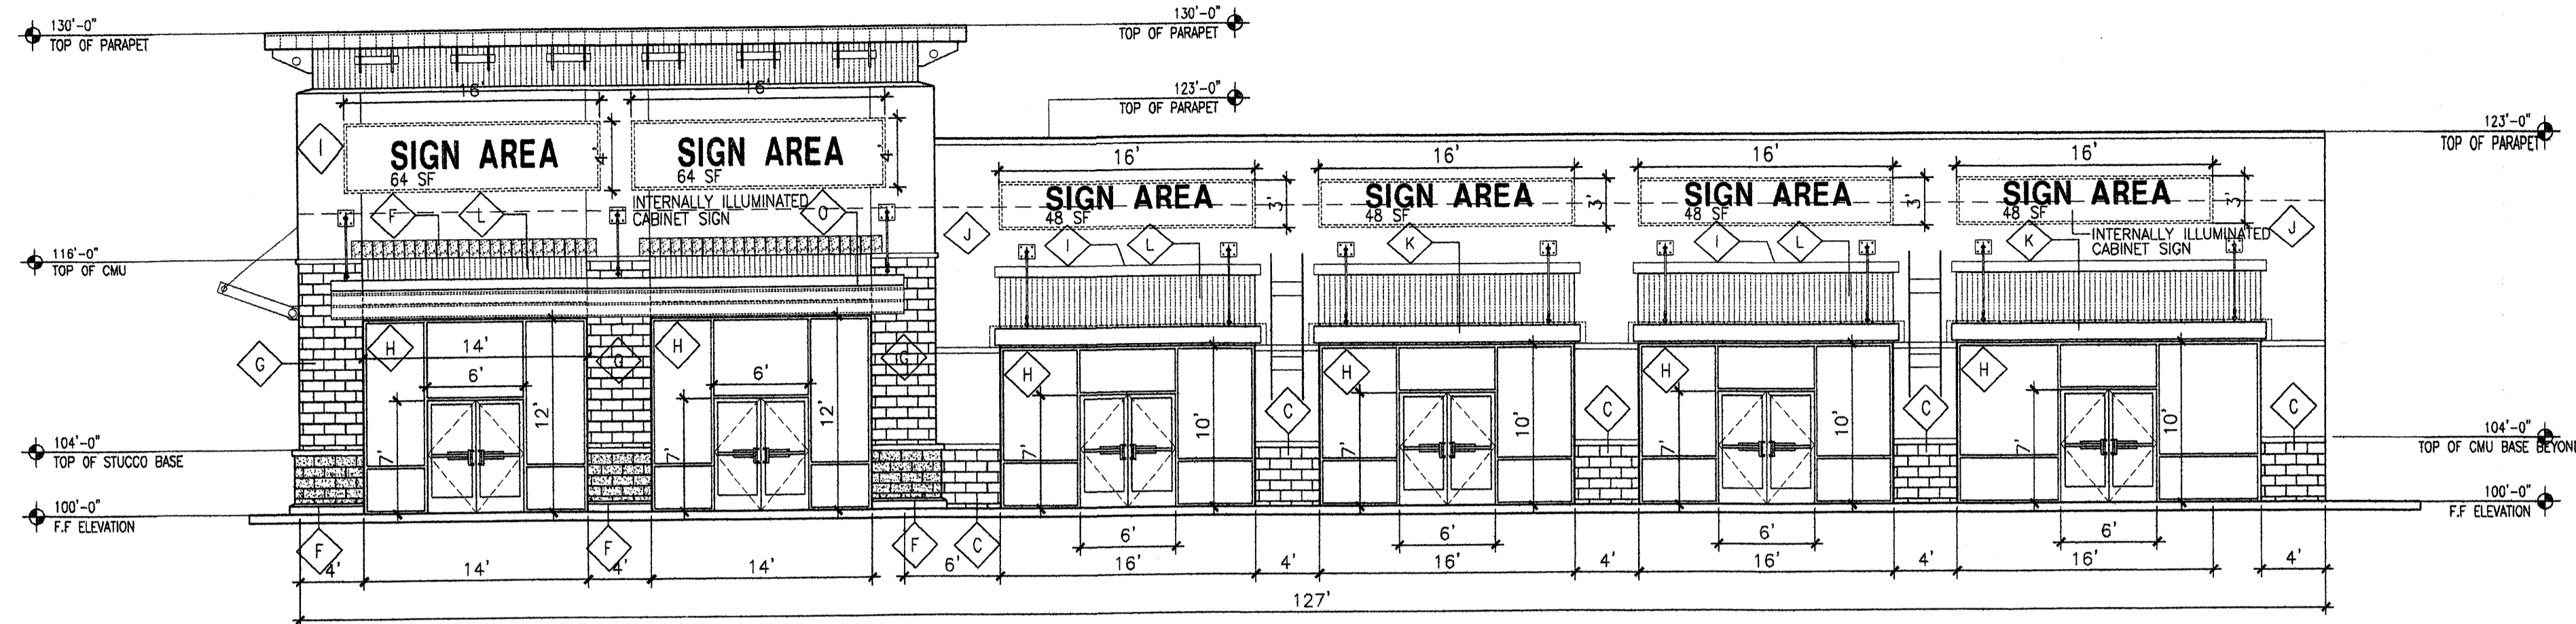 130'-0"
TOP OF PARAPET
130'-0"
TOP OF PARAPET
123'-0"
TOP OF PARAPET
123'-0"
TOP OF PARAPET
16'
16'
I
SIGN AREA
64 SF
4'
SIGN AREA
64 SF
4'
16'
SIGN AREA
48 SF
3'
16'
SIGN AREA
48 SF
3'
16'
SIGN AREA
48 SF
3'
16'
SIGN AREA
48 SF
3'
F
L
INTERNALLY ILLUMINATED
CABINET SIGN
O
J
I
L
K
I
L
K
INTERNALLY ILLUMINATED
CABINET SIGN
J
116'-0"
TOP OF CMU
G
H
14'
6'
7'
12'
G
H
6'
7'
12'
G
H
7'
10'
C
H
7'
10'
C
H
7'
10'
C
H
7'
10'
C
104'-0"
TOP OF STUCCO BASE
104'-0"
TOP OF CMU BASE BEYOND
100'-0"
F.F ELEVATION
100'-0"
F.F ELEVATION
F
F
F
C
6'
6'
6'
6'
4'
14'
4'
14'
6'
16'
4'
16'
4'
16'
4'
16'
4'
127'